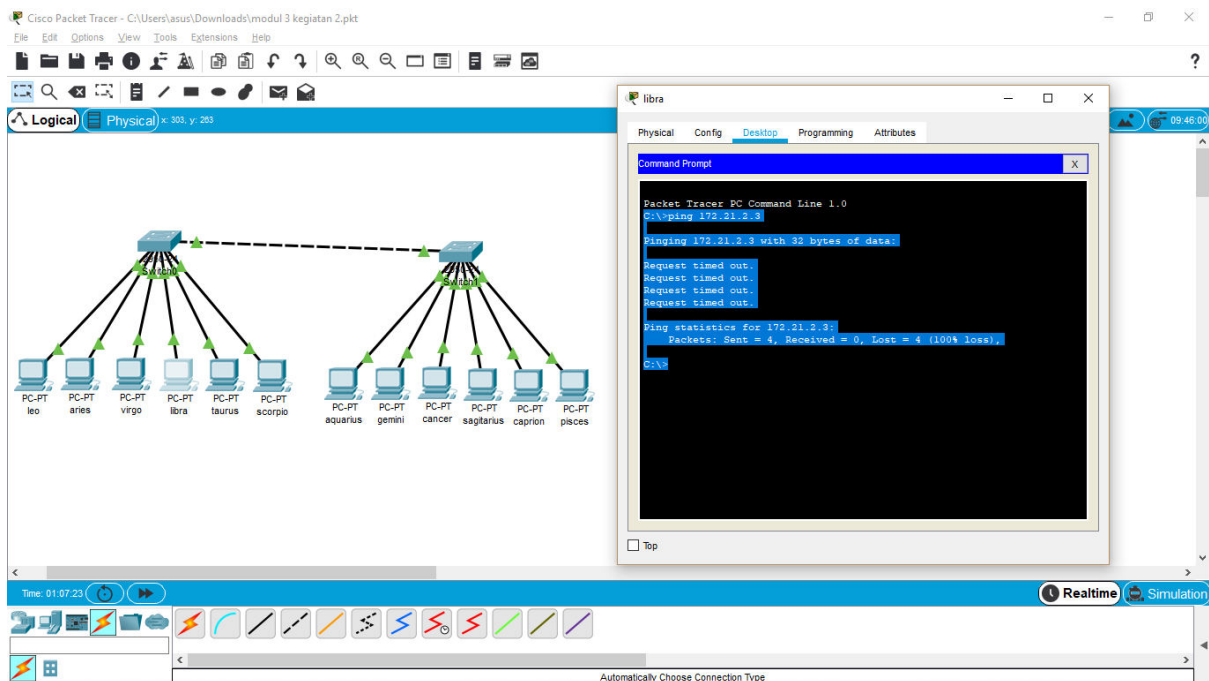 Cisco Packet Tracer - C:\Users\asus\Downloads\modul 3 kegiatan 2.pkt
File Edit Options View Tools Extensions Help
?
Logical Physical x: 303, y: 263
09:46:00
libra
Physical Config Desktop Programming Attributes
Command Prompt X
Packet Tracer PC Command Line 1.0
C:\>ping 172.21.2.3
Pinging 172.21.2.3 with 32 bytes of data:
Request timed out.
Request timed out.
Request timed out.
Request timed out.
Ping statistics for 172.21.2.3:
Packets: Sent = 4, Received = 0, Lost = 4 (100% loss),
C:\>
Top
Switch0
Switch1
PC-PT
leo
PC-PT
aries
PC-PT
virgo
PC-PT
libra
PC-PT
taurus
PC-PT
scorpio
PC-PT
aquarius
PC-PT
gemini
PC-PT
cancer
PC-PT
sagitarius
PC-PT
caprion
PC-PT
pisces
Time: 01:07:23
Realtime Simulation
Automatically Choose Connection Type